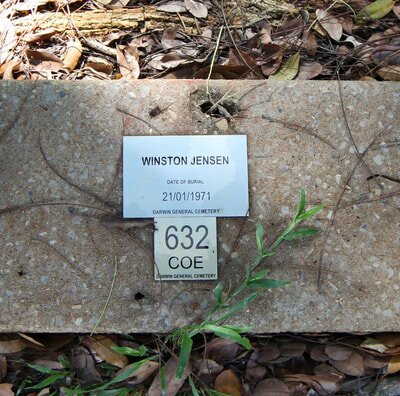 WINSTON JENSEN
DATE OF BURIAL
21/01/1971
DARWIN GENERAL CEMETERY
632
COE
DARWIN GENERAL CEMETERY